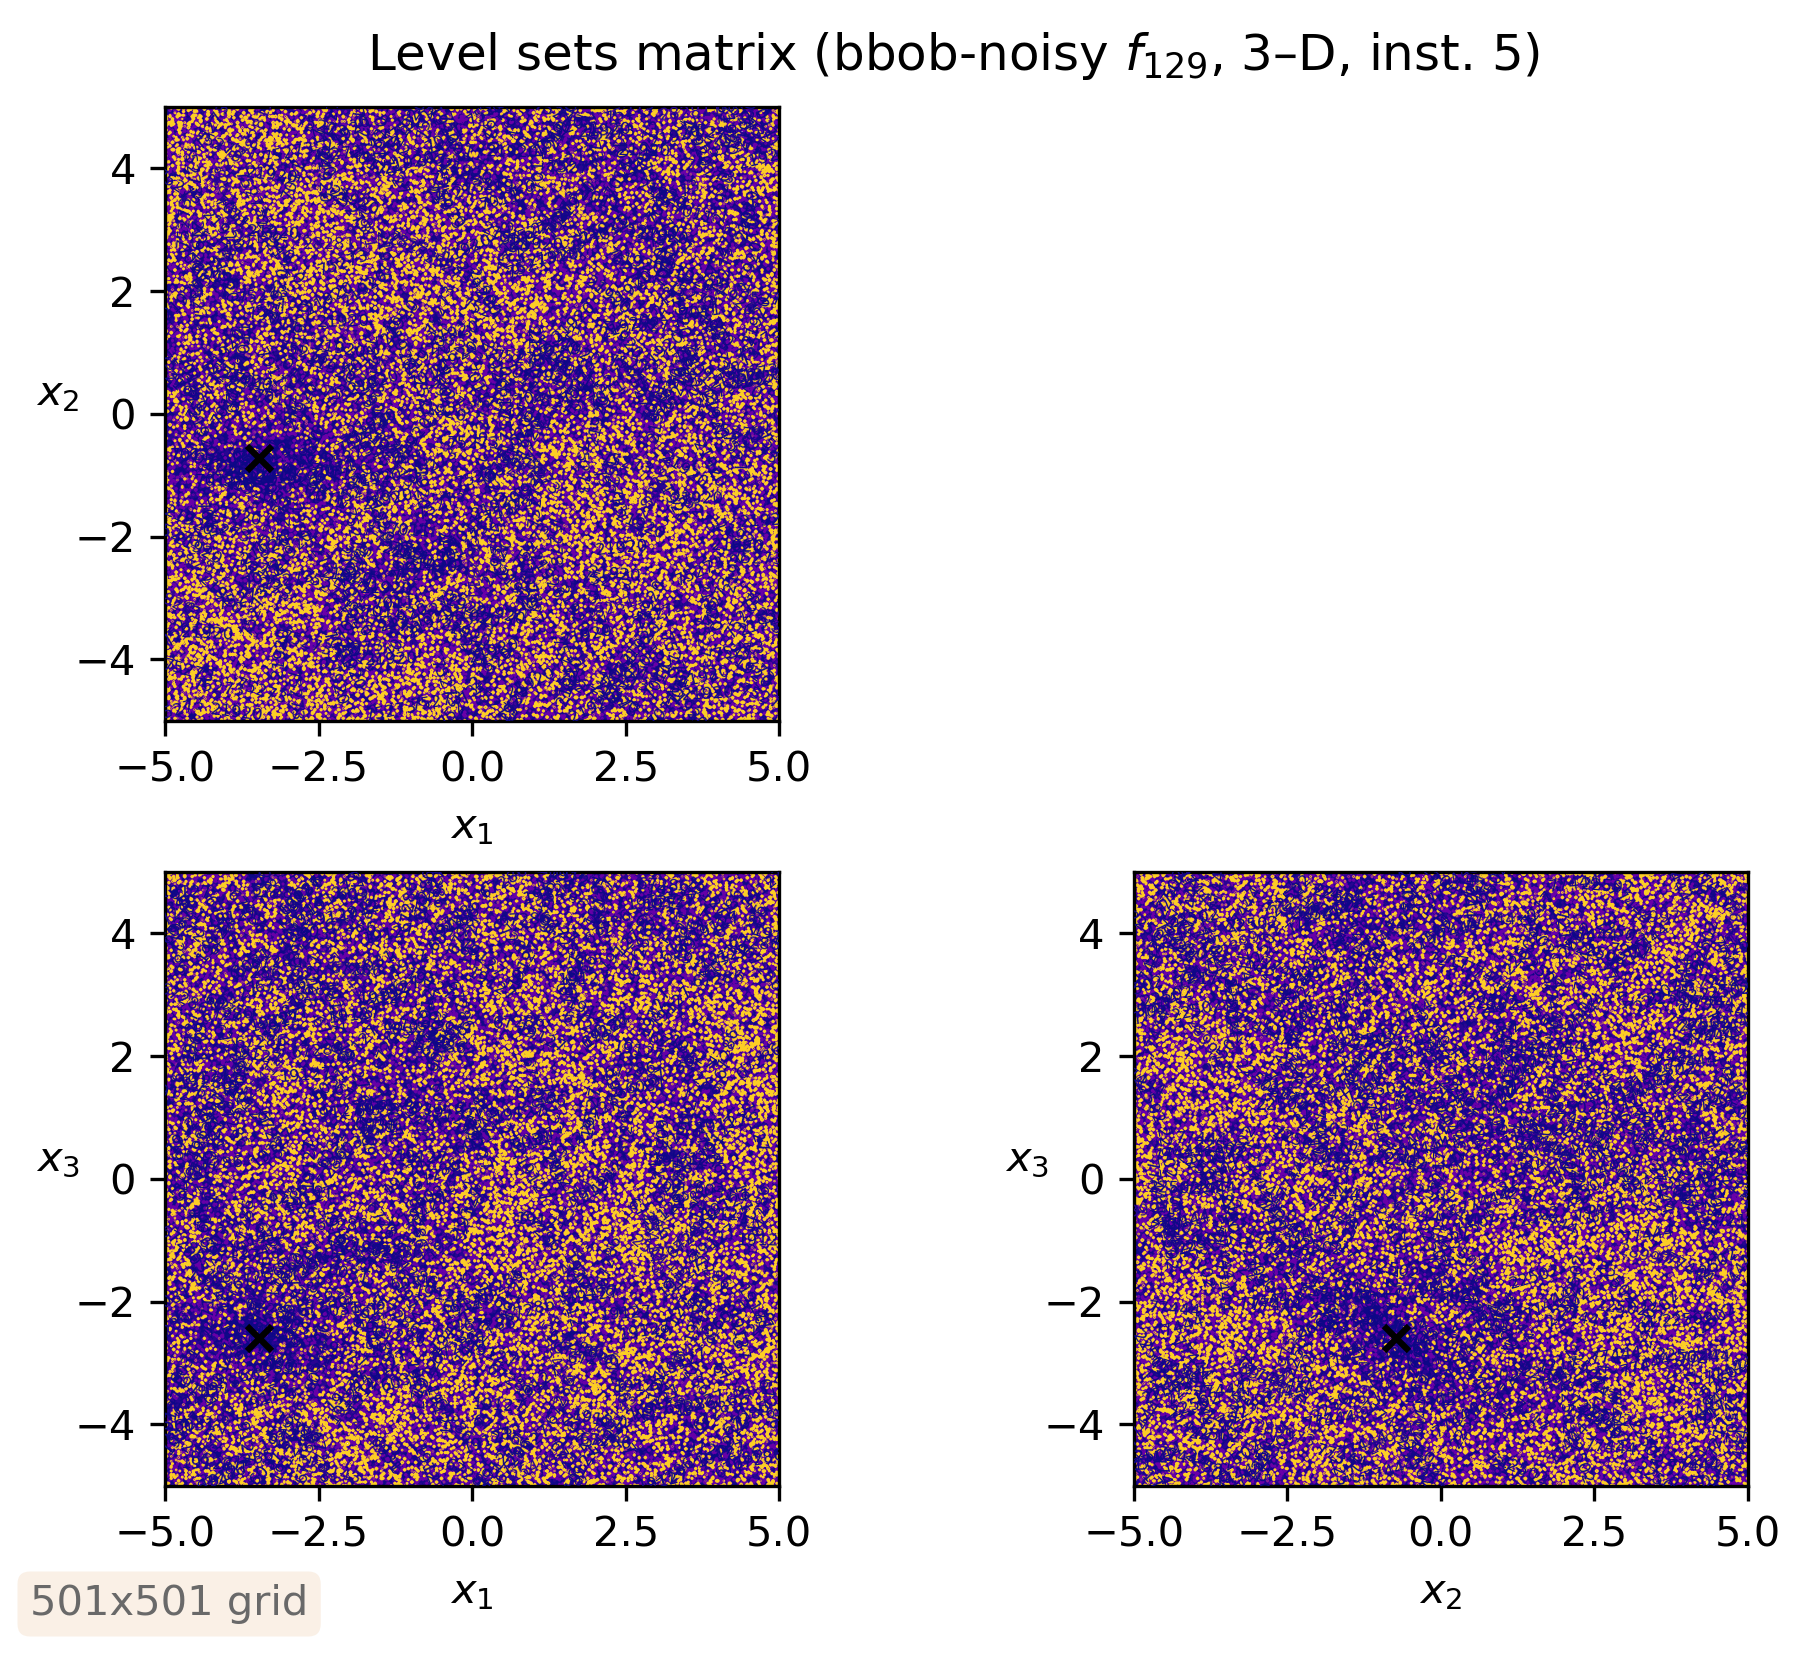 Level sets matrix (bbob-noisy f₁₂₉, 3–D, inst. 5)
4
2
x₂ 0
−2
−4
−5.0 −2.5 0.0 2.5 5.0
x₁
4 4
2 2
x₃ 0 x₃ 0
−2 −2
−4 −4
−5.0 −2.5 0.0 2.5 5.0 −5.0 −2.5 0.0 2.5 5.0
x₁ x₂
501x501 grid